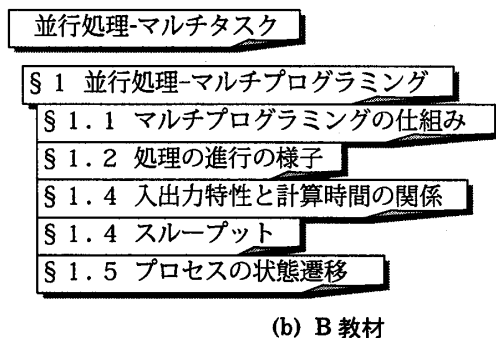 並行処理-マルチタスク
§1 並行処理-マルチプログラミング
§1.1 マルチプログラミングの仕組み
§1.2 処理の進行の様子
§1.4 入出力特性と計算時間の関係
§1.4 スループット
§1.5 プロセスの状態遷移
(b) B教材